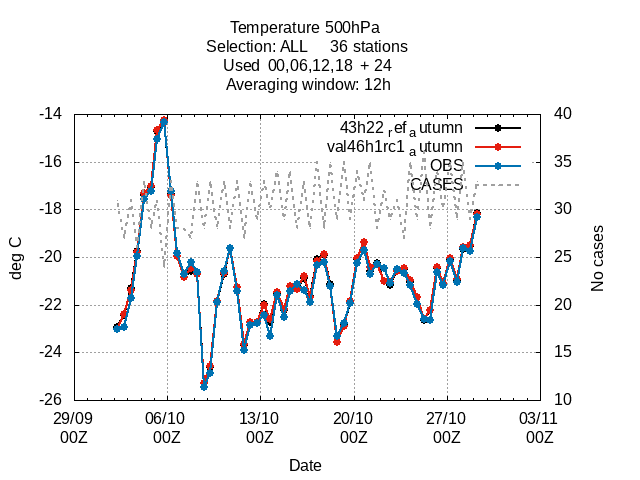 Temperature 500hPa
Selection: ALL 36 stations
Used 00,06,12,18 + 24
Averaging window: 12h
43h22_ref_autumn
val46h1rc1_autumn
OBS
CASES
deg C
-14
-16
-18
-20
-22
-24
-26
No cases
40
35
30
25
20
15
10
29/09 06/10 13/10 20/10 27/10 03/11
00Z 00Z 00Z 00Z 00Z 00Z
Date